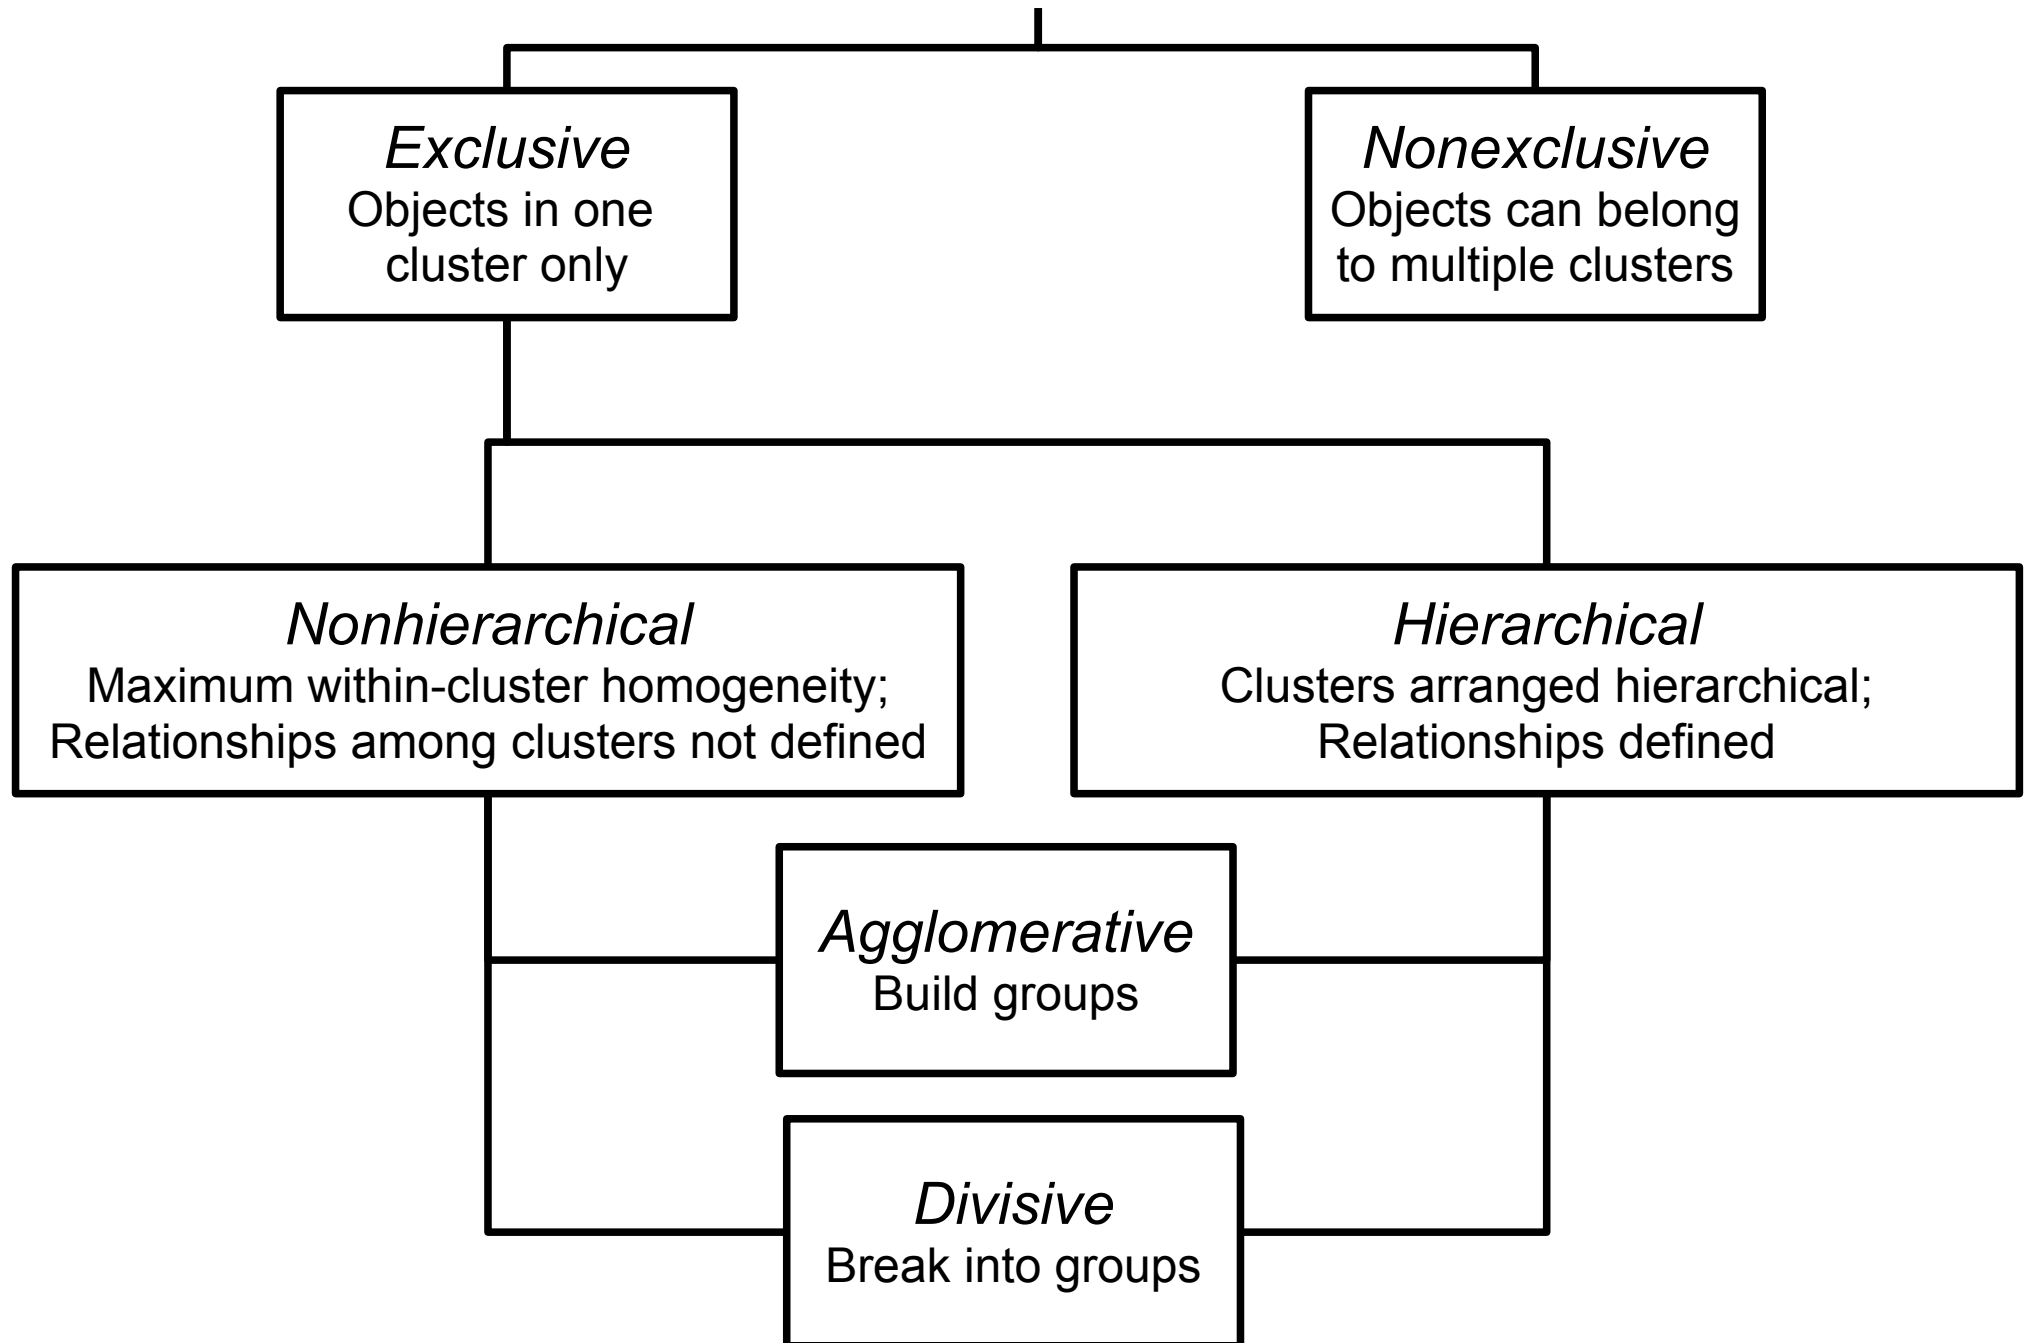 Exclusive
Objects in one
cluster only
Nonexclusive
Objects can belong
to multiple clusters
Nonhierarchical
Maximum within-cluster homogeneity;
Relationships among clusters not defined
Hierarchical
Clusters arranged hierarchical;
Relationships defined
Agglomerative
Build groups
Divisive
Break into groups